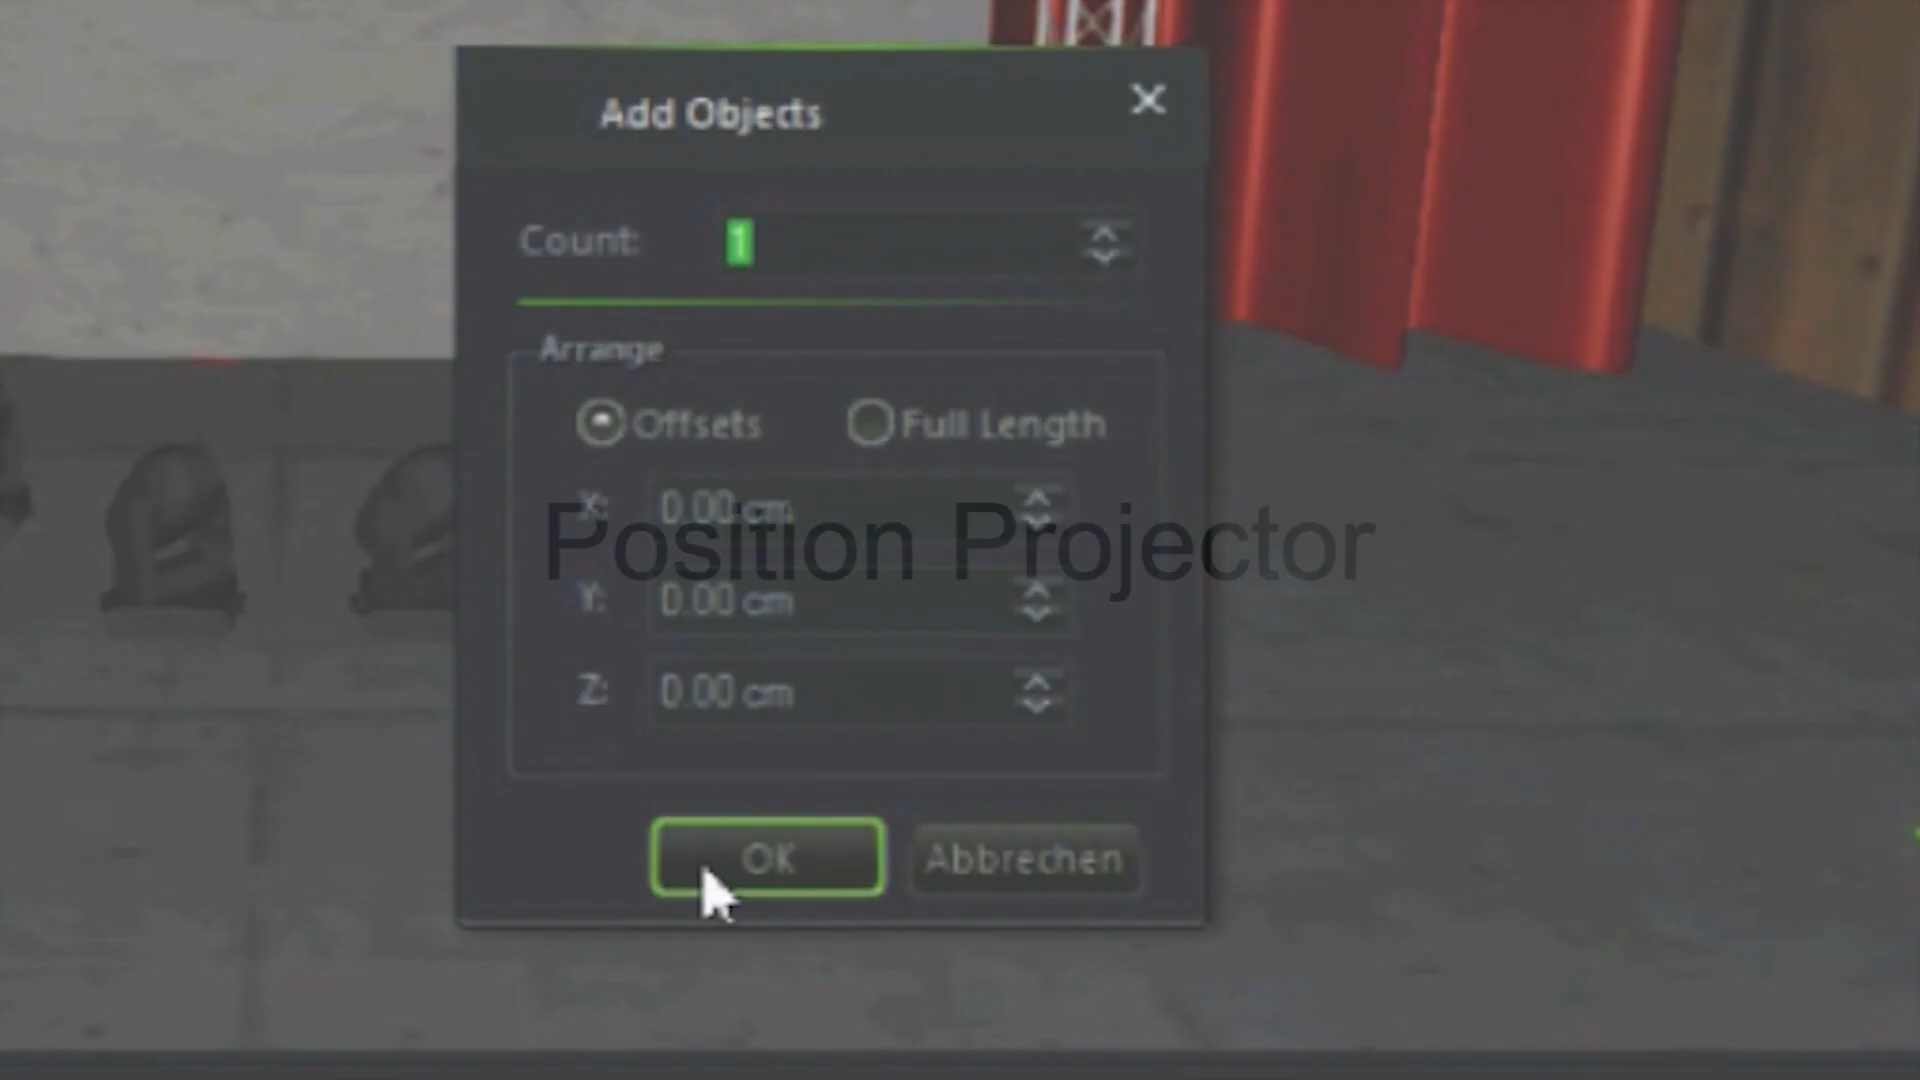 Add Objects
Count: 1
Arrange
Offsets Full Length
X: 0.00 cm
Position Projector
Y: 0.00 cm
Z: 0.00 cm
OK Abbrechen